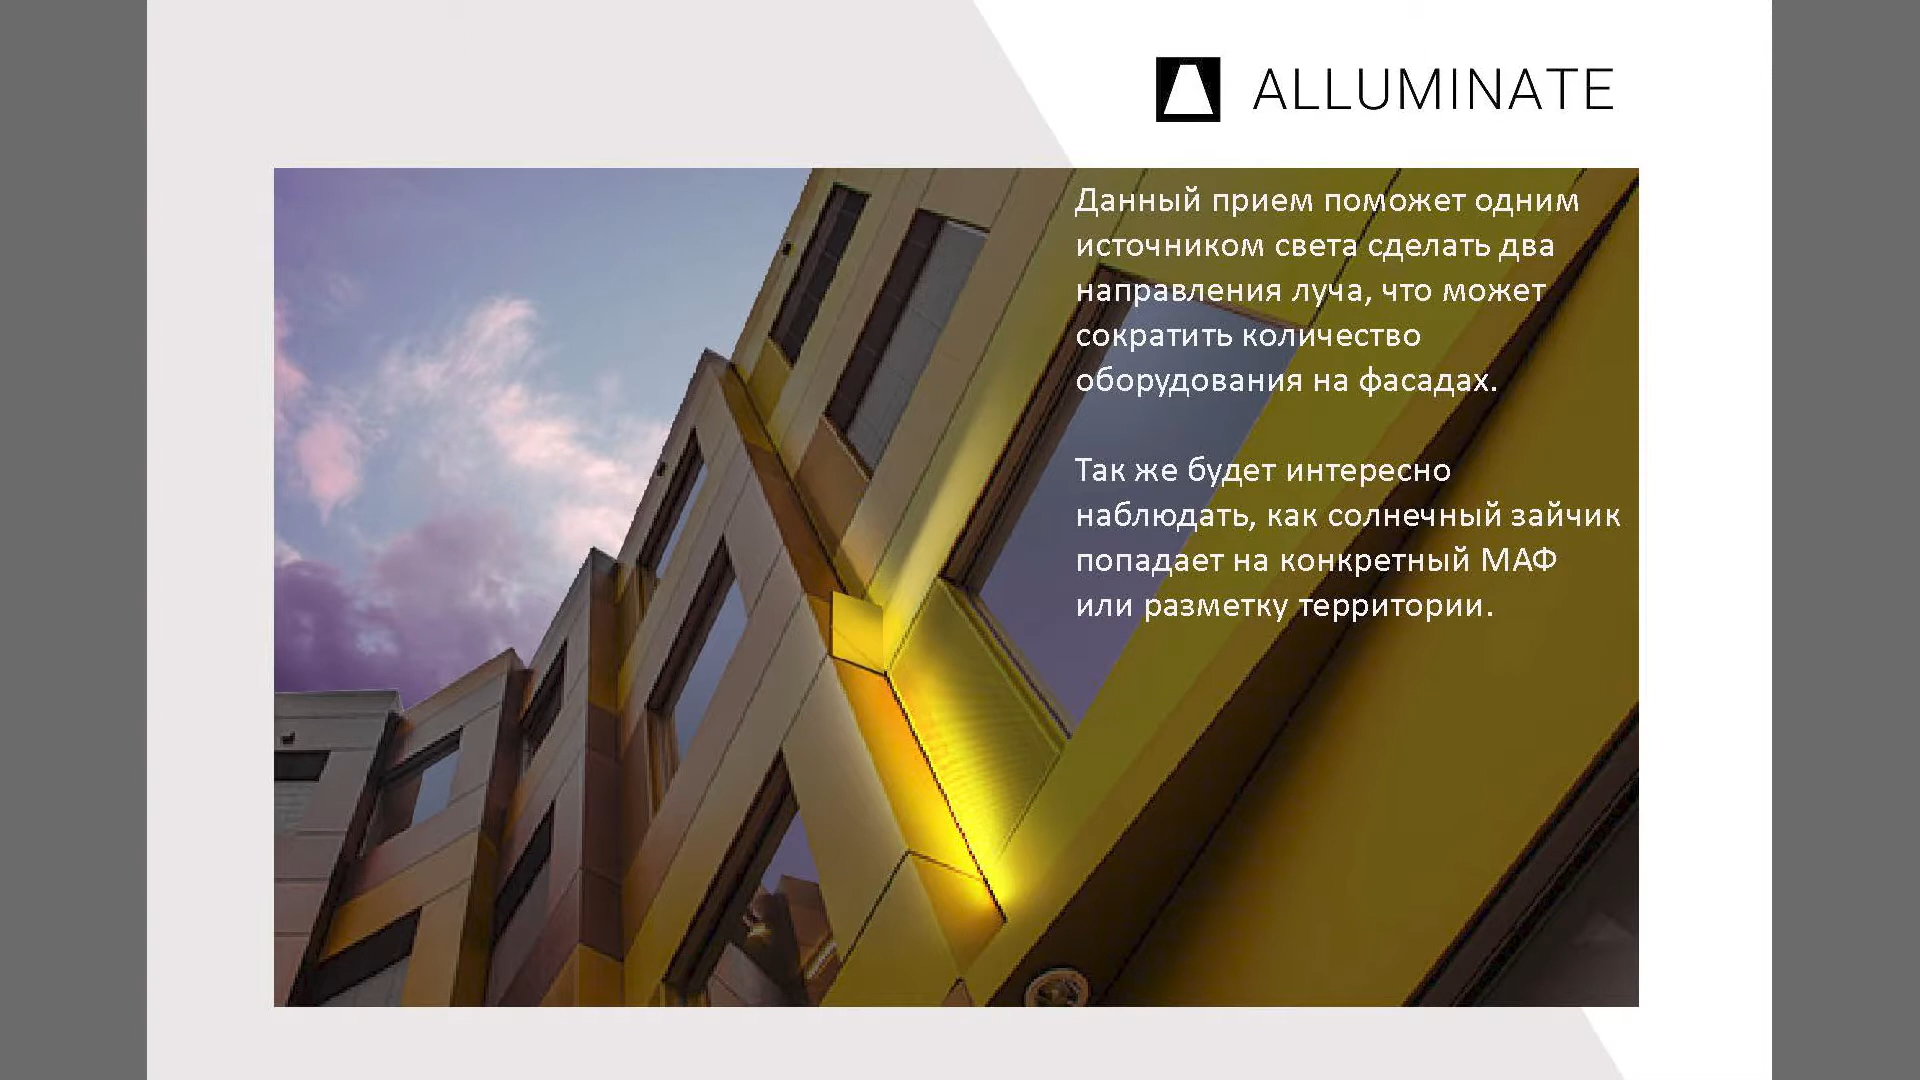 ALLUMINATE
Данный прием поможет одним
источником света сделать два
направления луча, что может
сократить количество
оборудования на фасадах.
Так же будет интересно
наблюдать, как солнечный зайчик
попадает на конкретный МАФ
или разметку территории.